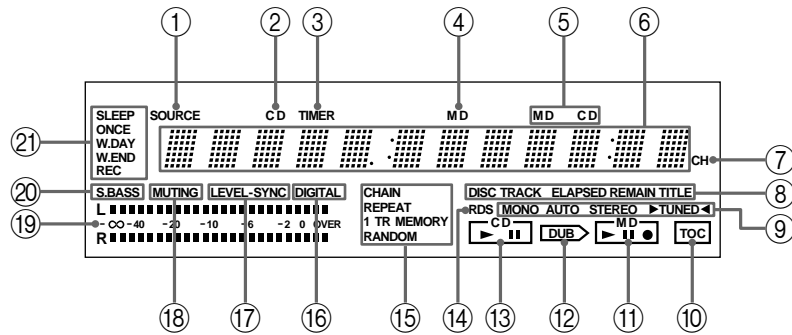 ① ② ③ ④ ⑤ ⑥
SLEEP SOURCE CD TIMER MD MD CD
ONCE
W.DAY
W.END
REC
㉑
CH ⑦
⑳ S.BASS MUTING LEVEL-SYNC DIGITAL
CHAIN
REPEAT
1 TR MEMORY
RANDOM
DISC TRACK ELAPSED REMAIN TITLE ⑧
⑭ RDS MONO AUTO STEREO ►TUNED◄ ⑨
L
⑲ - ∞ -40 -20 -10 -6 -2 0 OVER
R
CD ► II DUB MD ► II ● TOC
⑱ ⑰ ⑯ ⑮ ⑬ ⑫ ⑪ ⑩